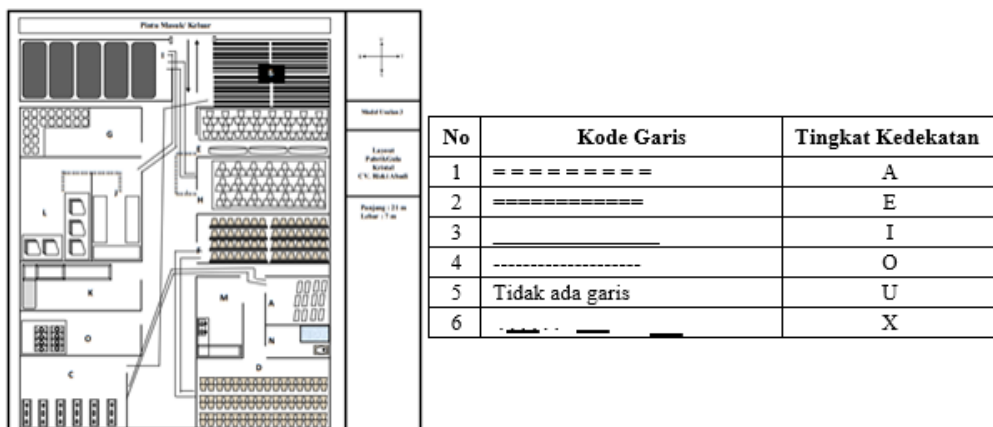 Pintu Masuk/ Keluar
G
E
H
L
J
K
M
A
N
O
C
D
Model Usulan 3
Layout
Pabrik Gula
Kristal
CV. Rizki Abadi
Panjang : 21 m
Lebar : 7 m
No Kode Garis Tingkat Kedekatan
1 = = = = = = = = = A
2 ============ E
3 _______________ I
4 -------------------- O
5 Tidak ada garis U
6 X